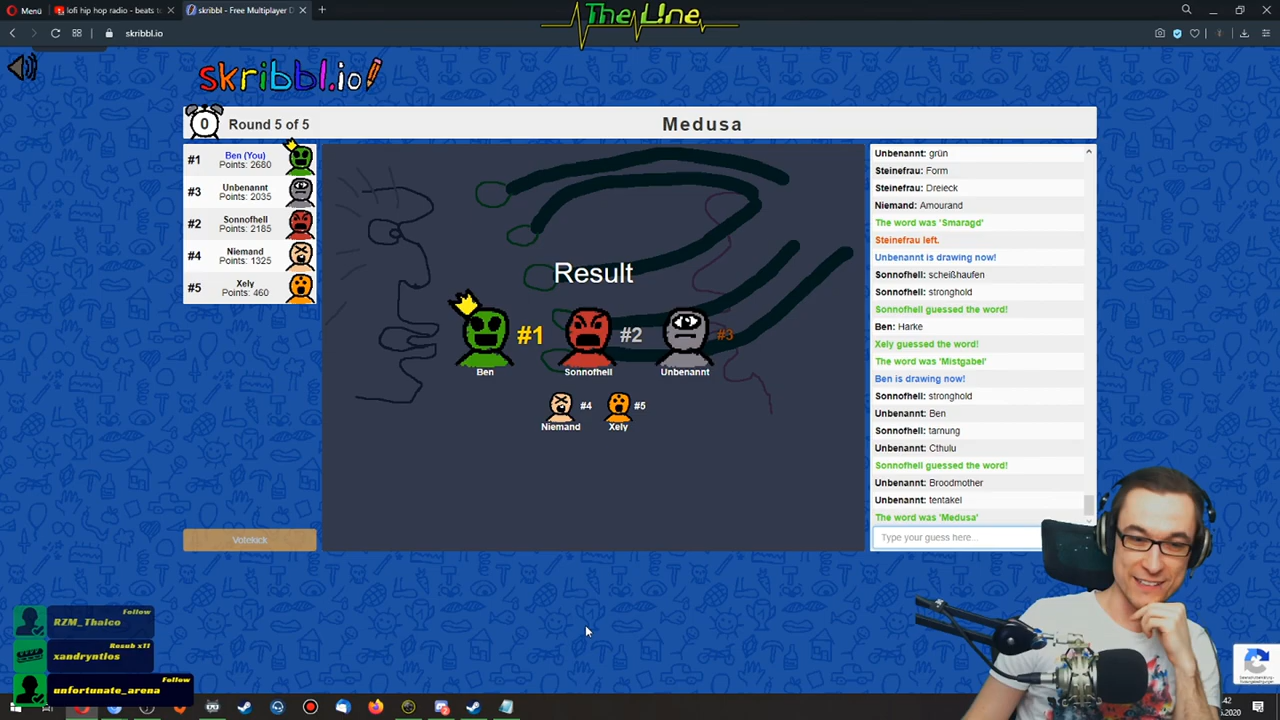 Menü
lofi hip hop radio - beats to
skribbl - Free Multiplayer D
The L!ne
skribbl.io
skribbl.io
0
Round 5 of 5
Medusa
#1
Ben (You)
Points: 2680
#3
Unbenannt
Points: 2035
#2
Sonnofhell
Points: 2185
#4
Niemand
Points: 1325
#5
Xely
Points: 460
Votekick
Result
#1
#2
#3
Ben
Sonnofhell
Unbenannt
#4
#5
Niemand
Xely
Unbenannt: grün
Steinefrau: Form
Steinefrau: Dreieck
Niemand: Amourand
The word was 'Smaragd'
Steinefrau left.
Unbenannt is drawing now!
Sonnofhell: scheißhaufen
Sonnofhell: stronghold
Sonnofhell guessed the word!
Ben: Harke
Xely guessed the word!
The word was 'Mistgabel'
Ben is drawing now!
Sonnofhell: stronghold
Unbenannt: Ben
Sonnofhell: tarnung
Unbenannt: Cthulu
Sonnofhell guessed the word!
Unbenannt: Broodmother
Unbenannt: tentakel
The word was 'Medusa'
Type your guess here...
Follow
RZM_Thaico
Resub x11
xandryntios
Follow
unfortunate_arena